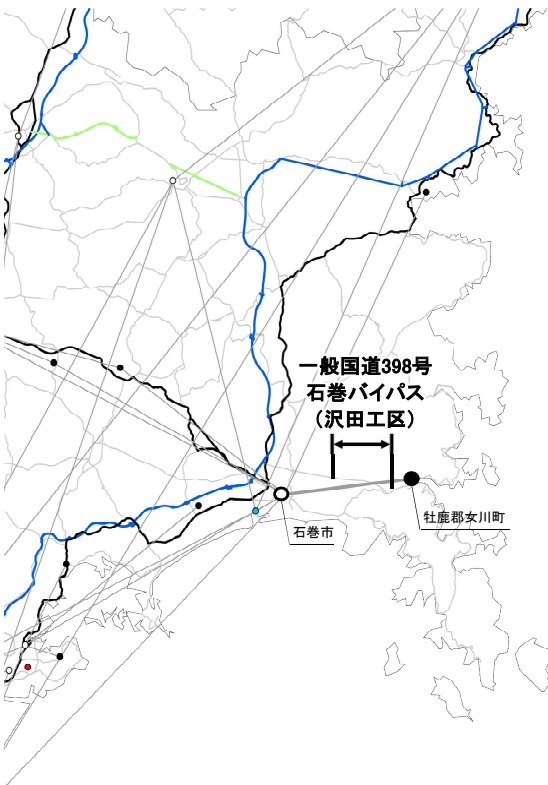 一般国道398号
石巻バイパス
（沢田工区）
牡鹿郡女川町
石巻市